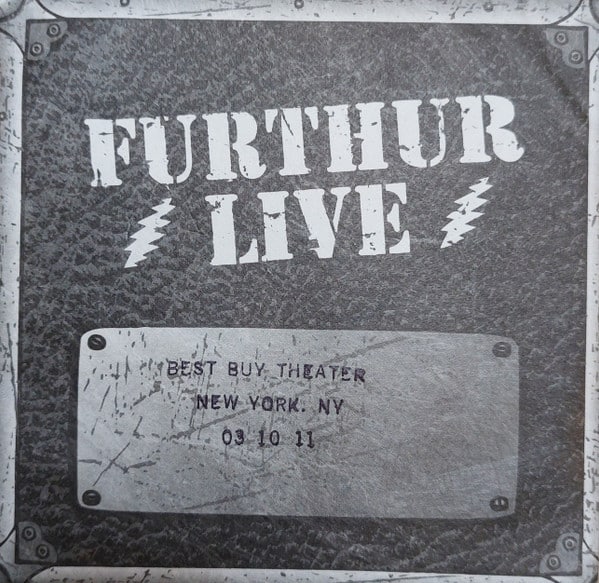 FURTHUR
LIVE
BEST BUY THEATER
NEW YORK. NY
03 10 11